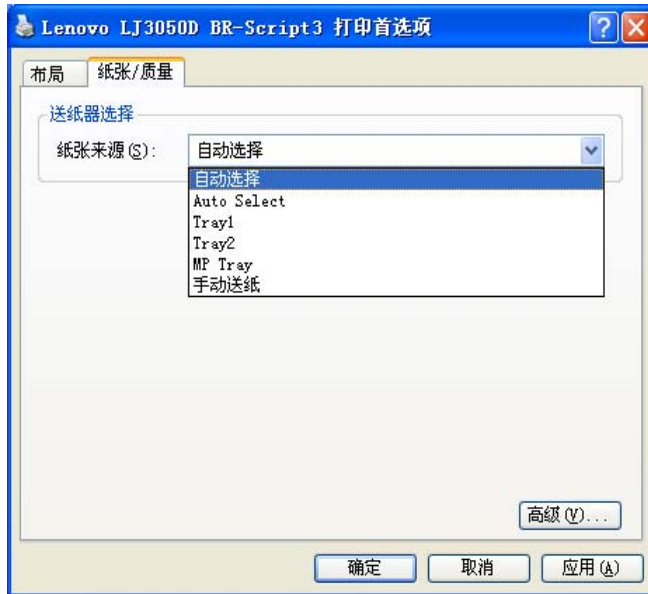 Lenovo LJ3050D BR-Script3 打印首选项
布局 纸张/质量
送纸器选择
纸张来源(S): 自动选择
自动选择
Auto Select
Tray1
Tray2
MP Tray
手动送纸
高级(V)...
确定 取消 应用(A)